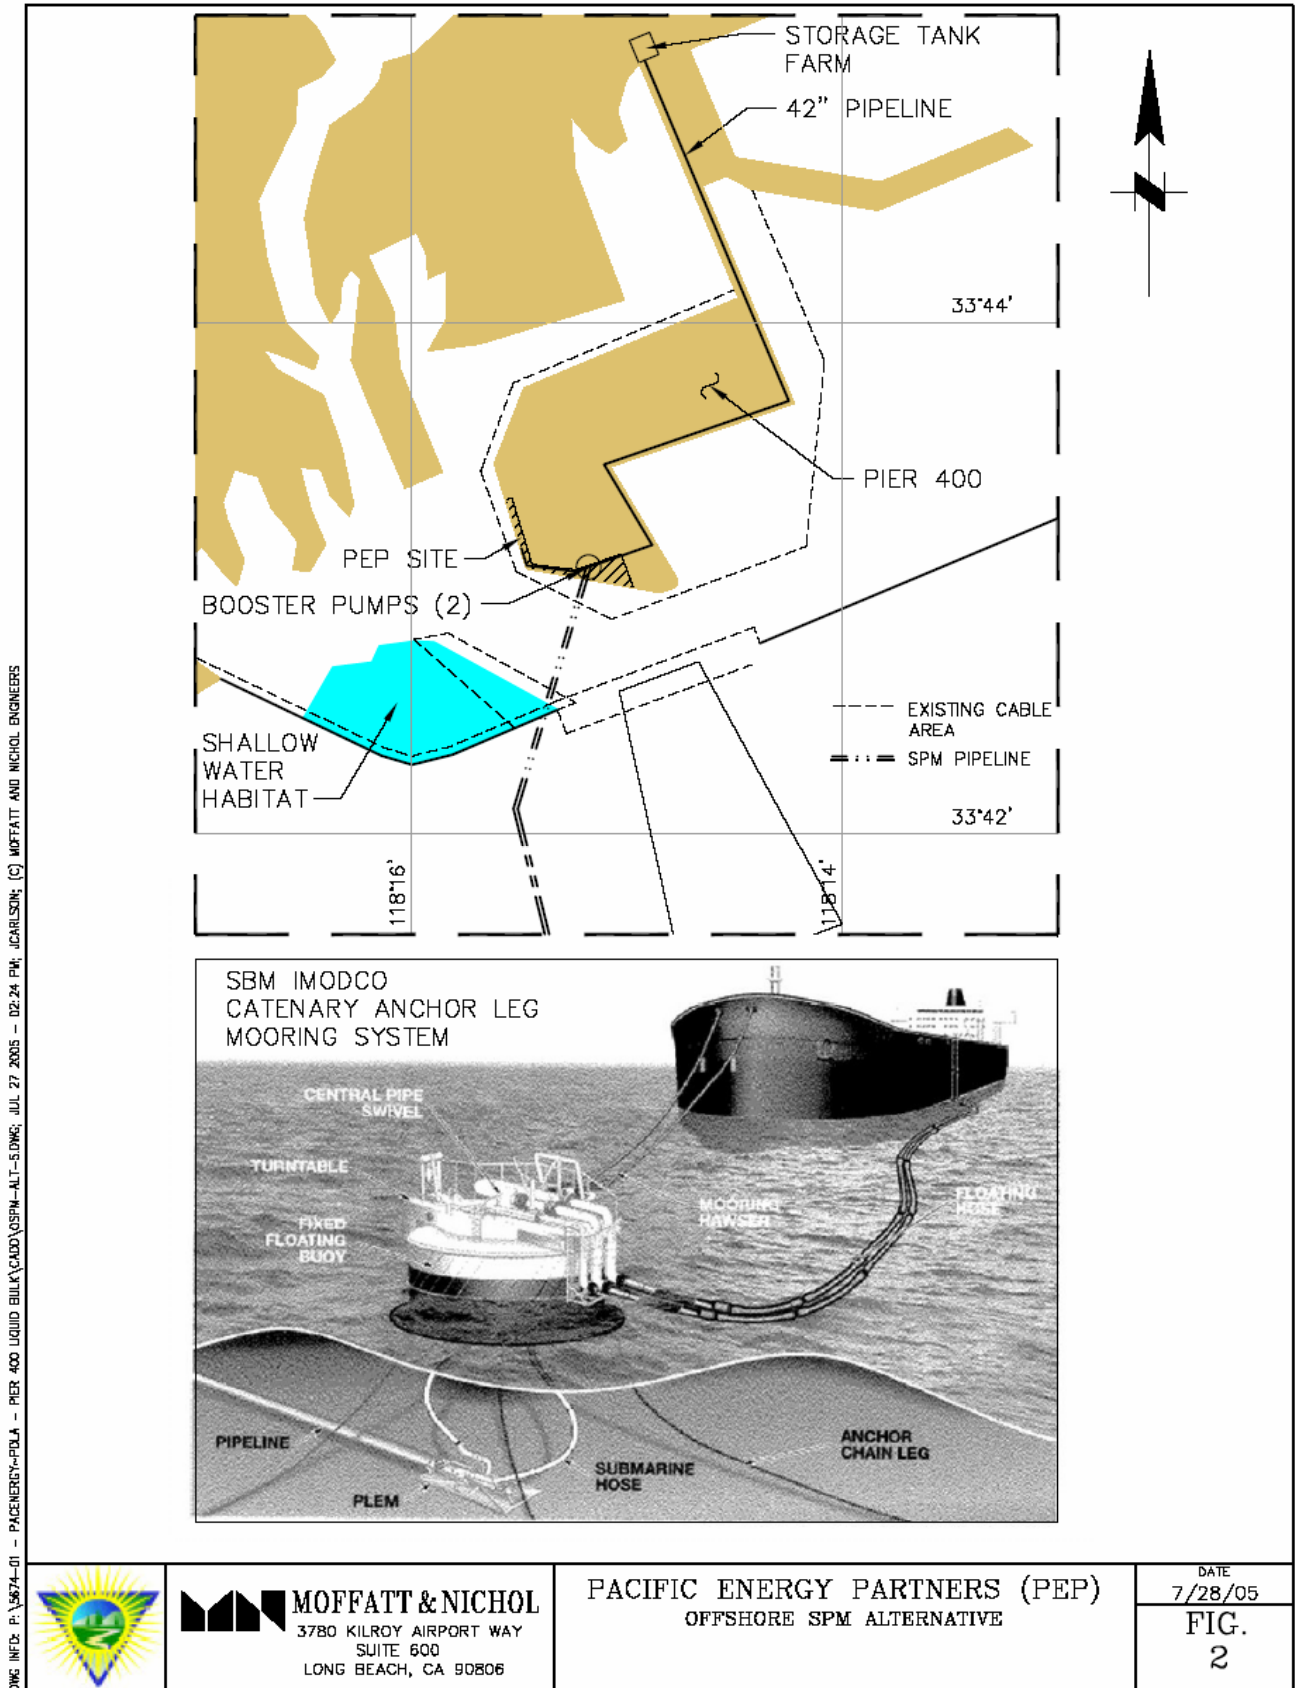 STORAGE TANK
FARM
42" PIPELINE
33°44'
PIER 400
PEP SITE
BOOSTER PUMPS (2)
EXISTING CABLE
AREA
SPM PIPELINE
SHALLOW
WATER
HABITAT
33°42'
118°16'
118°14'
N
SBM IMODCO
CATENARY ANCHOR LEG
MOORING SYSTEM
CENTRAL PIPE
SWIVEL
TURNTABLE
FIXED
FLOATING
BUOY
MOORING
HAWSER
FLOATING
HOSE
PIPELINE
PLEM
SUBMARINE
HOSE
ANCHOR
CHAIN LEG
DWG INFO: P:\5674-01 - PACENERGY-POLA - PIER 400 LIQUID BULK\CADD\OSPM-ALT-5.DWG; JUL 27 2005 - 02:24 PM; JCARLSON; (C) MOFFATT AND NICHOL ENGINEERS
MOFFATT & NICHOL
3780 KILROY AIRPORT WAY
SUITE 600
LONG BEACH, CA 90806
PACIFIC ENERGY PARTNERS (PEP)
OFFSHORE SPM ALTERNATIVE
DATE
7/28/05
FIG.
2